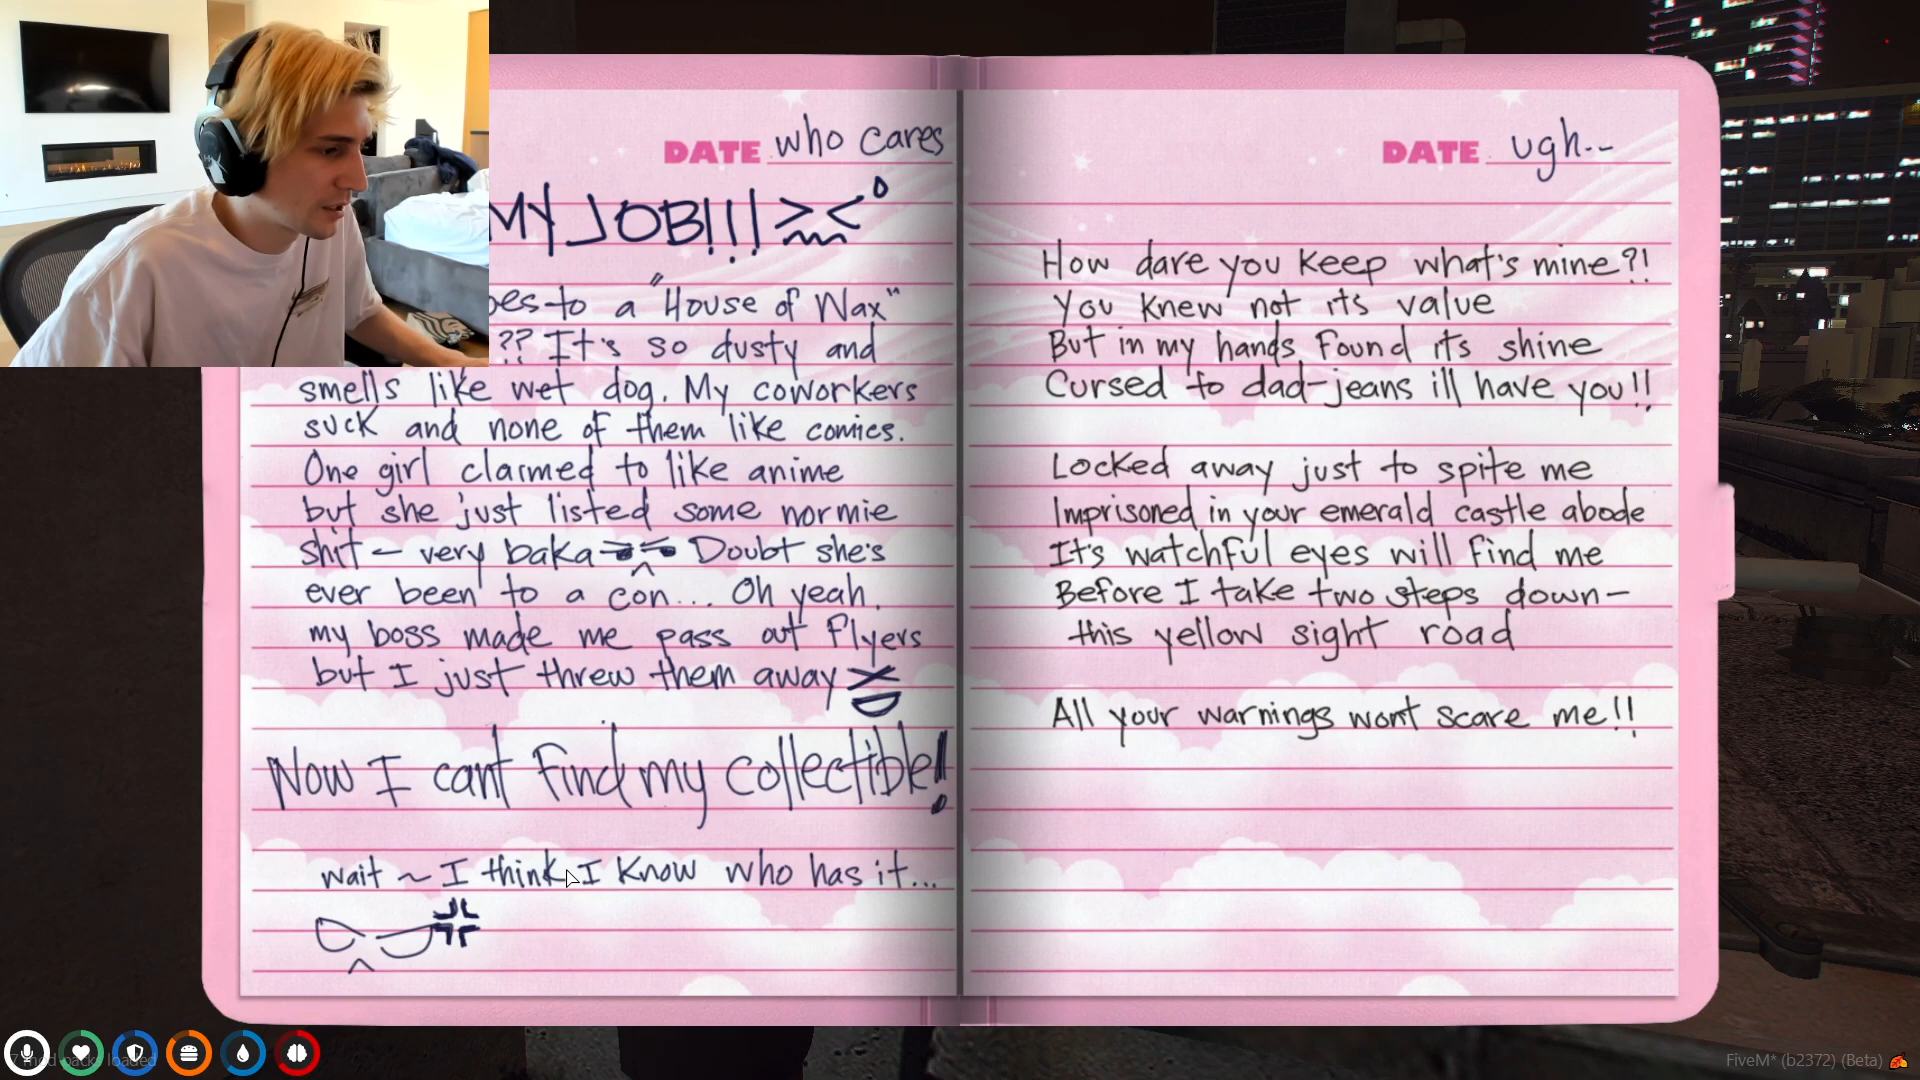 DATE who cares
MY JOB!!!
oes to a "House of Wax"
?? It's so dusty and
smells like wet dog. My coworkers
suck and none of them like comics.
One girl claimed to like anime
but she just listed some normie
shit - very baka Doubt she's
ever been to a con... Oh yeah.
my boss made me pass out flyers
but I just threw them away
Now I cant find my collectible!
wait ~ I think I know who has it...
DATE ugh--
How dare you keep what's mine?!
You knew not its value
But in my hands, found its shine
Cursed to dad-jeans ill have you!!
Locked away just to spite me
Imprisoned in your emerald castle abode
It's watchful eyes will find me
Before I take two steps down-
this yellow sight road
All your warnings wont scare me!!
loaded
FiveM* (b2372) (Beta)